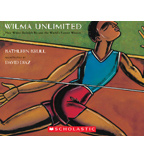 WILMA UNLIMITED
How Wilma Rudolph Became the World's Fastest Woman
KATHLEEN KRULL
DAVID DIAZ
SCHOLASTIC